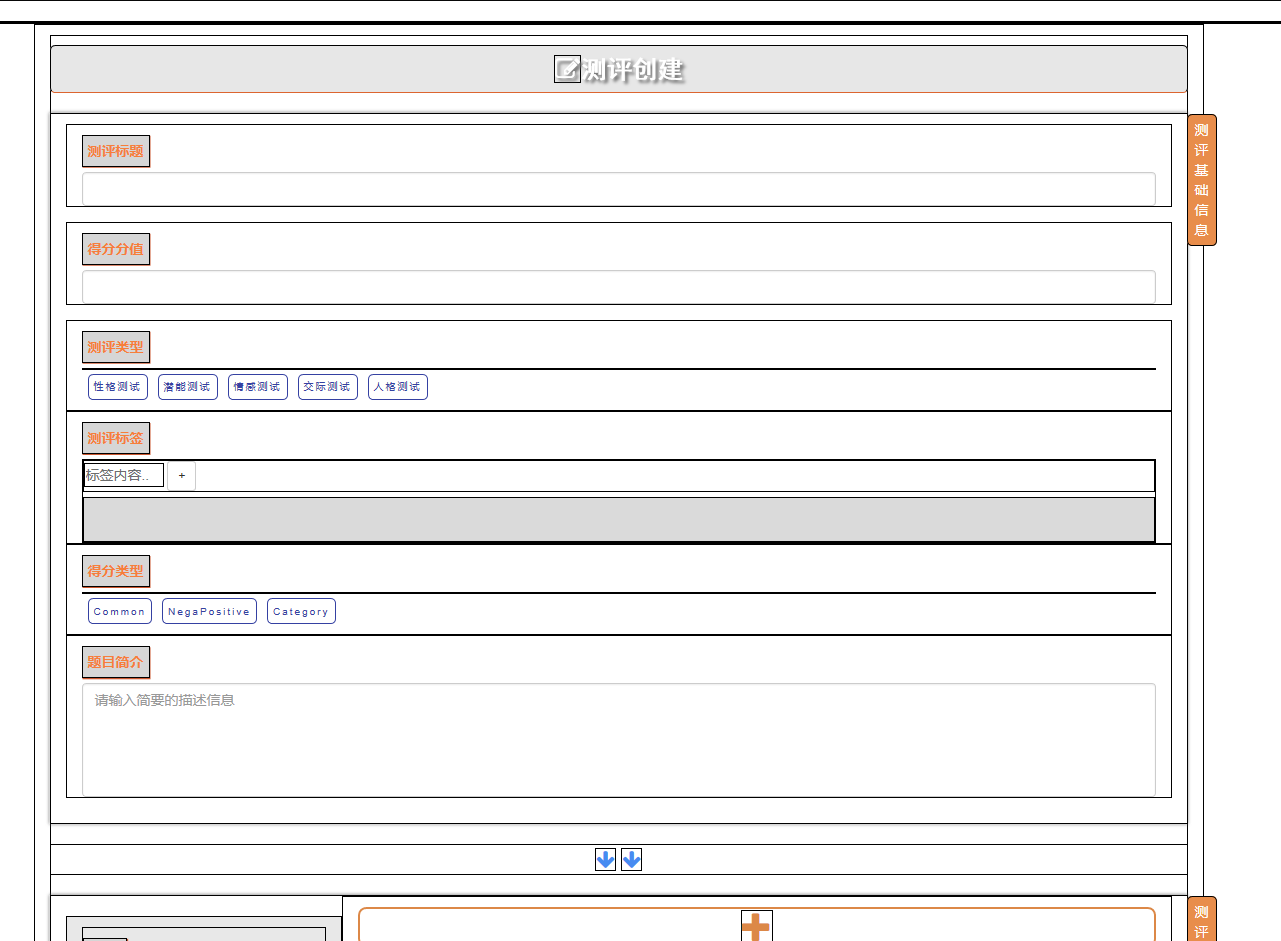 测评创建
测评标题
得分分值
测评类型
性格测试 潜能测试 情感测试 交际测试 人格测试
测评标签
标签内容.. +
得分类型
Common NegaPositive Category
题目简介
请输入简要的描述信息
测
评
基
础
信
息
测
评